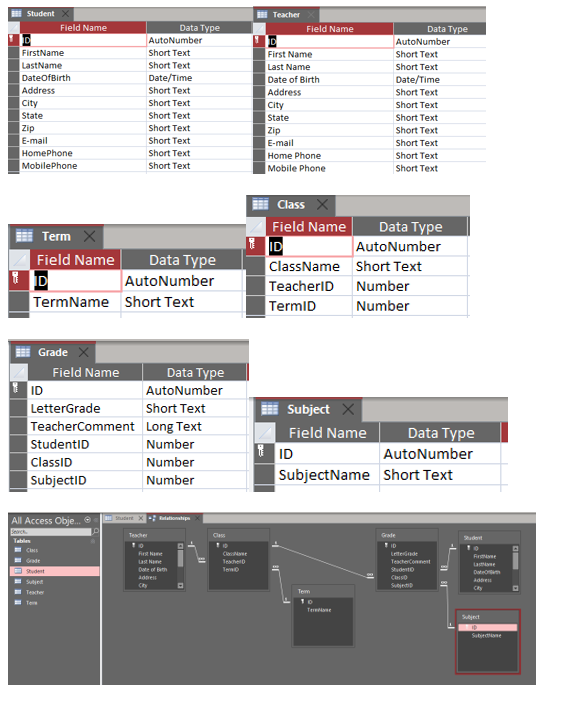 Student
Field Name Data Type
ID AutoNumber
FirstName Short Text
LastName Short Text
DateOfBirth Date/Time
Address Short Text
City Short Text
State Short Text
Zip Short Text
E-mail Short Text
HomePhone Short Text
MobilePhone Short Text
Teacher
Field Name Data Type
ID AutoNumber
First Name Short Text
Last Name Short Text
Date of Birth Date/Time
Address Short Text
City Short Text
State Short Text
Zip Short Text
E-mail Short Text
Home Phone Short Text
Mobile Phone Short Text
Term
Field Name Data Type
ID AutoNumber
TermName Short Text
Class
Field Name Data Type
ID AutoNumber
ClassName Short Text
TeacherID Number
TermID Number
Grade
Field Name Data Type
ID AutoNumber
LetterGrade Short Text
TeacherComment Long Text
StudentID Number
ClassID Number
SubjectID Number
Subject
Field Name Data Type
ID AutoNumber
SubjectName Short Text
All Access Obje...
Search...
Tables
Class
Grade
Student
Subject
Teacher
Term
Student Relationships
Teacher
ID
First Name
Last Name
Date of Birth
Address
City
Class
ID
ClassName
TeacherID
TermID
Term
ID
TermName
Grade
ID
LetterGrade
TeacherComment
StudentID
ClassID
SubjectID
Student
ID
FirstName
LastName
DateOfBirth
Address
City
Subject
ID
SubjectName